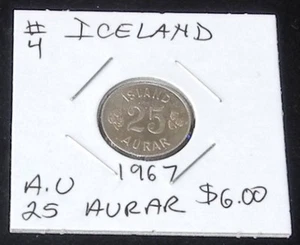 # ICELAND
4
ISLAND
25
AURAR
1967
A.U $6.00
25 AURAR